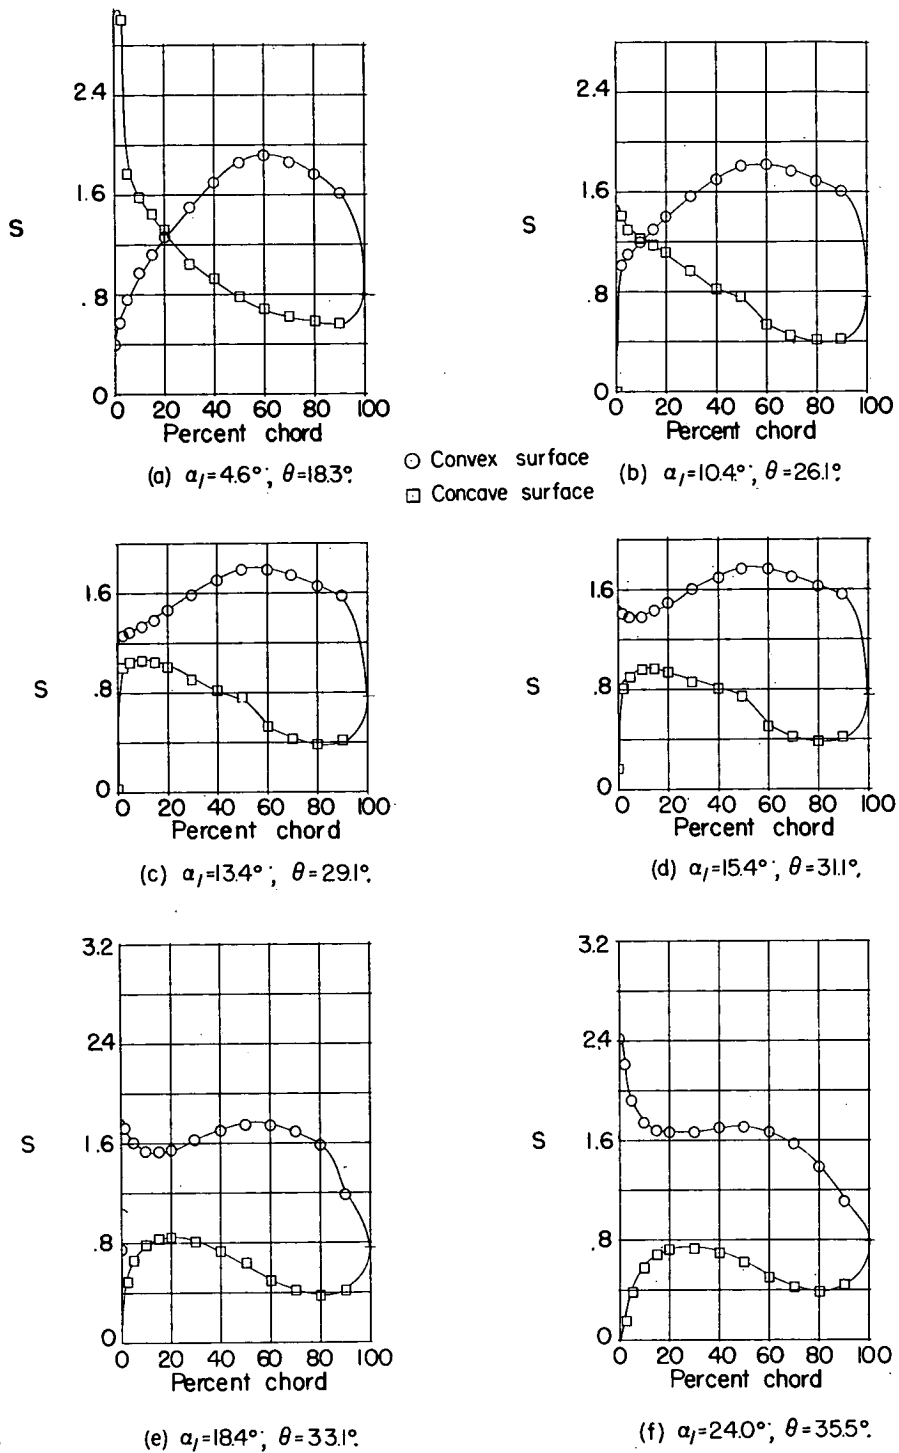 2.4
1.6
S
.8
0
0 20 40 60 80 100
Percent chord
(a) α₁=4.6°; θ=18.3°.
2.4
1.6
S
.8
0
0 20 40 60 80 100
Percent chord
(b) α₁=10.4°; θ=26.1°.
Convex surface
Concave surface
1.6
S
.8
0
0 20 40 60 80 100
Percent chord
(c) α₁=13.4°; θ=29.1°.
1.6
S
.8
0
0 20 40 60 80 100
Percent chord
(d) α₁=15.4°; θ=31.1°.
3.2
2.4
1.6
S
.8
0
0 20 40 60 80 100
Percent chord
(e) α₁=18.4°; θ=33.1°.
3.2
2.4
1.6
S
.8
0
0 20 40 60 80 100
Percent chord
(f) α₁=24.0°; θ=35.5°.